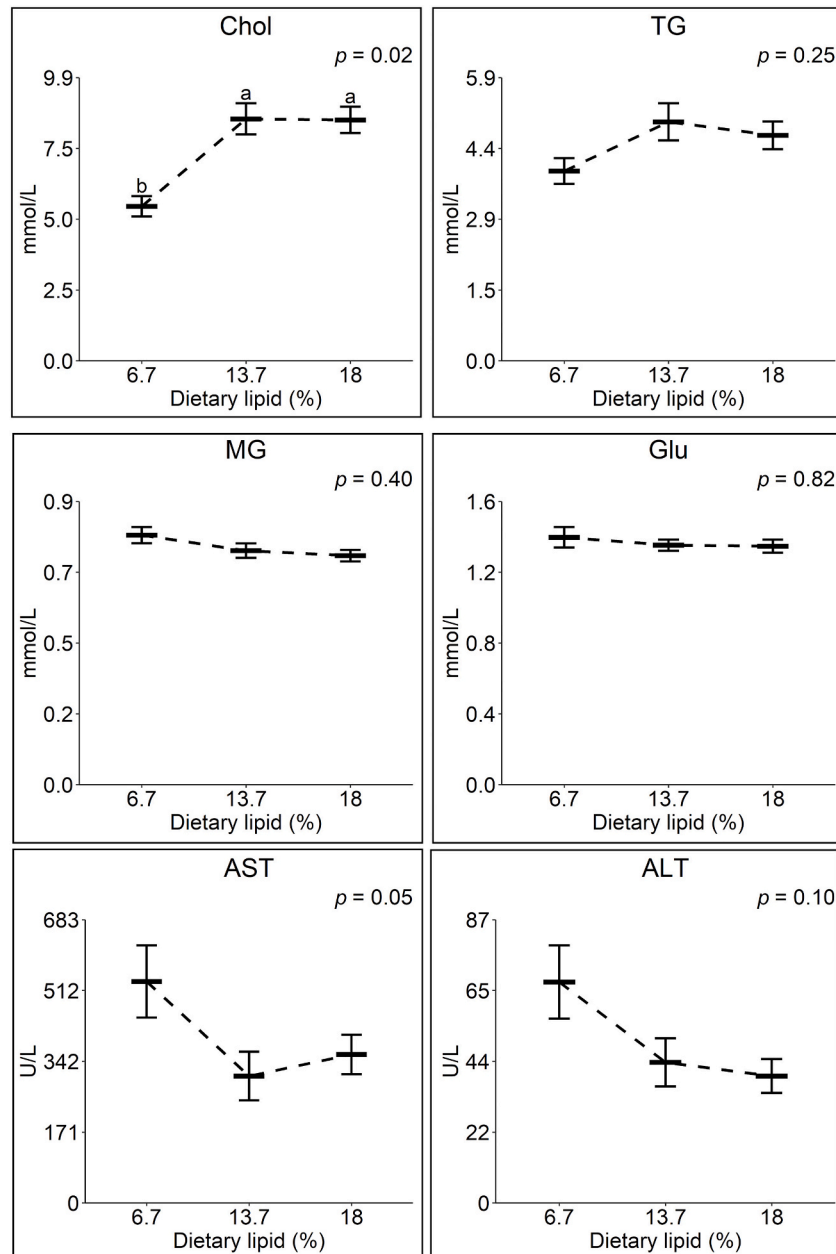 Chol
p = 0.02
9.9
7.5
5.0
2.5
0.0
mmol/L
b
a
a
6.7 13.7 18
Dietary lipid (%)
TG
p = 0.25
5.9
4.4
2.9
1.5
0.0
mmol/L
6.7 13.7 18
Dietary lipid (%)
MG
p = 0.40
0.9
0.7
0.5
0.2
0.0
mmol/L
6.7 13.7 18
Dietary lipid (%)
Glu
p = 0.82
1.6
1.2
0.8
0.4
0.0
mmol/L
6.7 13.7 18
Dietary lipid (%)
AST
p = 0.05
683
512
342
171
0
U/L
6.7 13.7 18
Dietary lipid (%)
ALT
p = 0.10
87
65
44
22
0
U/L
6.7 13.7 18
Dietary lipid (%)